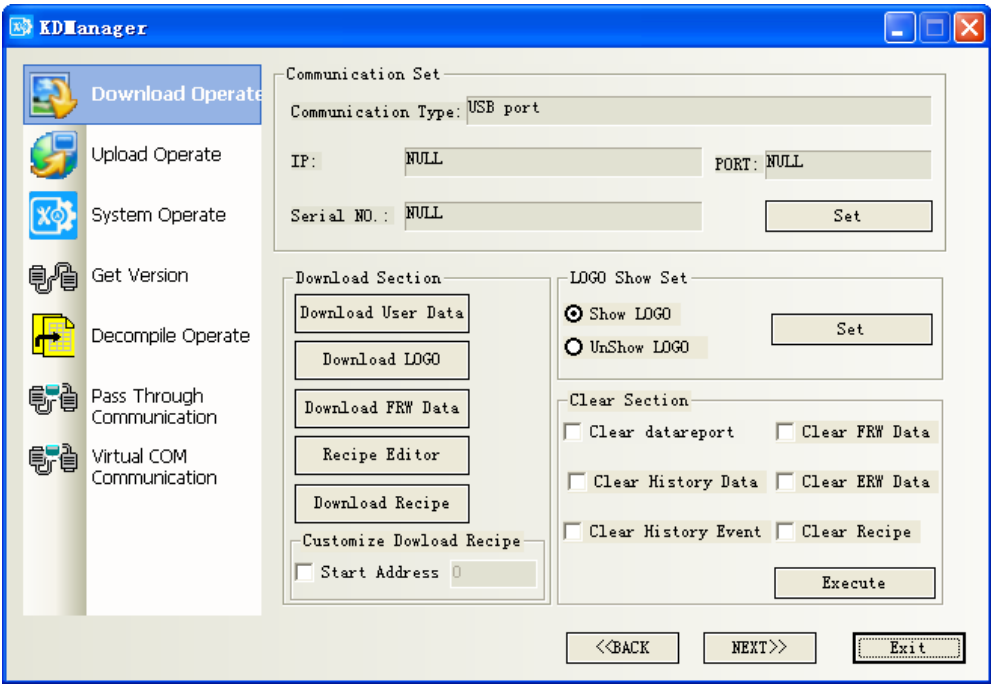 KDManager
Download Operate
Upload Operate
System Operate
Get Version
Decompile Operate
Pass Through
Communication
Virtual COM
Communication
Communication Set
Communication Type: USB port
IP: NULL PORT: NULL
Serial NO.: NULL Set
Download Section
Download User Data
Download LOGO
Download FRW Data
Recipe Editor
Download Recipe
Customize Dowload Recipe
Start Address 0
LOGO Show Set
Show LOGO
UnShow LOGO
Set
Clear Section
Clear datareport Clear FRW Data
Clear History Data Clear ERW Data
Clear History Event Clear Recipe
Execute
<<BACK NEXT>> Exit